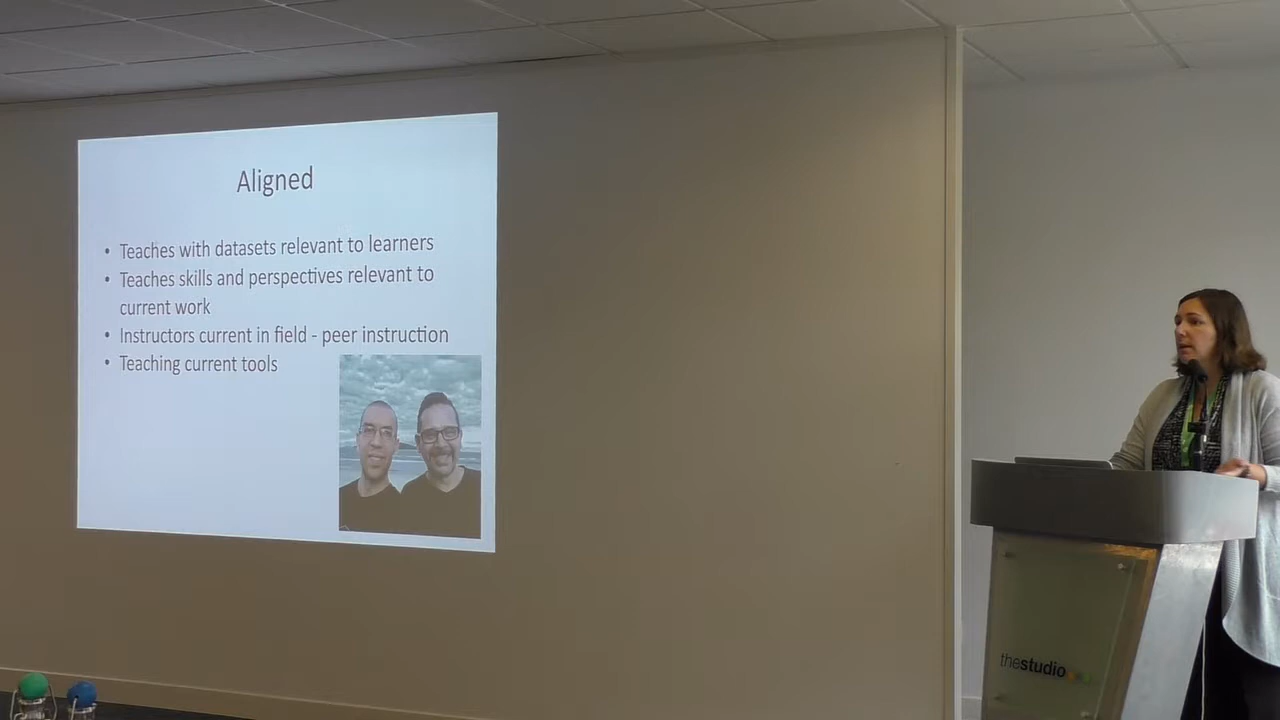 Aligned
• Teaches with datasets relevant to learners
• Teaches skills and perspectives relevant to
current work
• Instructors current in field - peer instruction
• Teaching current tools
thestudio